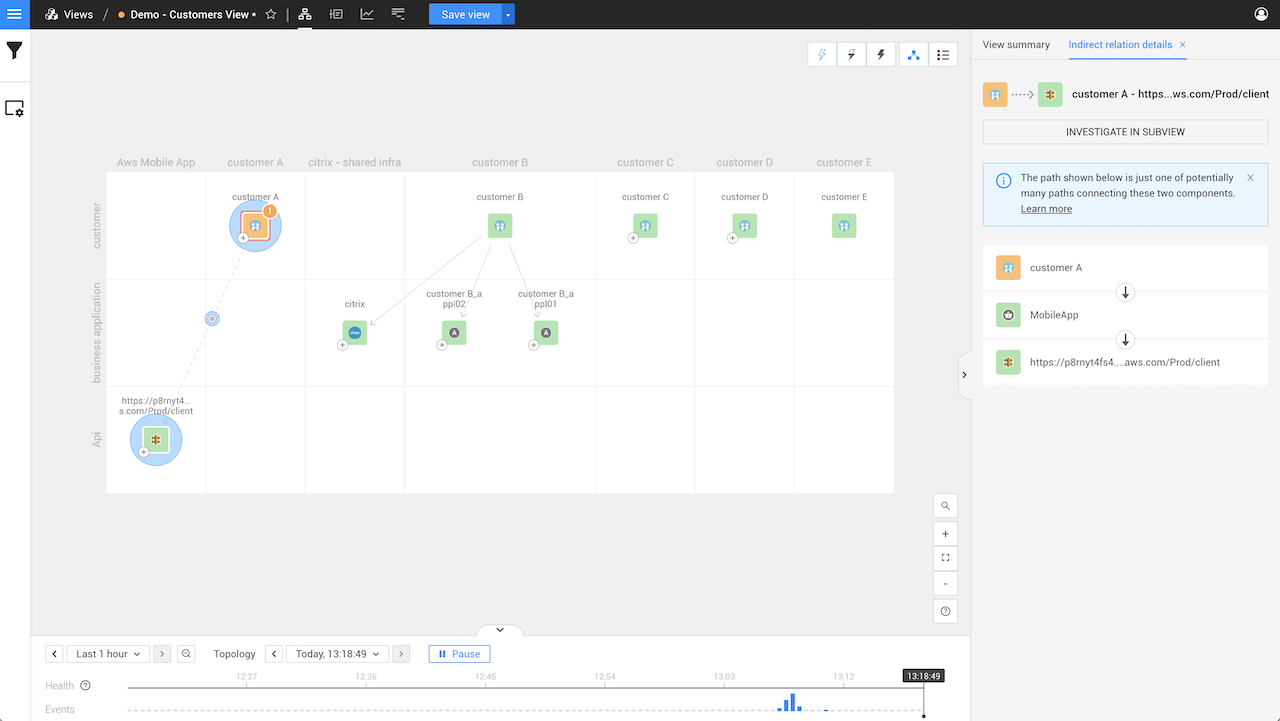 Views / Demo - Customer View •
Save view
View summary
Indirect relation details ×
customer A - https...ws.com/Prod/client
INVESTIGATE IN SUBVIEW
The path shown below is just one of potentially
many paths connecting these two components.
Learn more
customer A
MobileApp
https://p8rnyt4fs4....aws.com/Prod/client
Aws Mobile App
customer A
citrix - shared infra
customer B
customer C
customer D
customer E
customer
customer A
1
customer B
customer C
customer D
customer E
business application
citrix
customer B_a
ppl02
customer B_a
ppl01
A
A
Api
https://p8rnyt4...
s.com/Prod/client
Last 1 hour
Topology
Today, 13:18:49
Pause
12:27
12:36
12:45
12:54
13:03
13:12
13:18:49
Health
Events